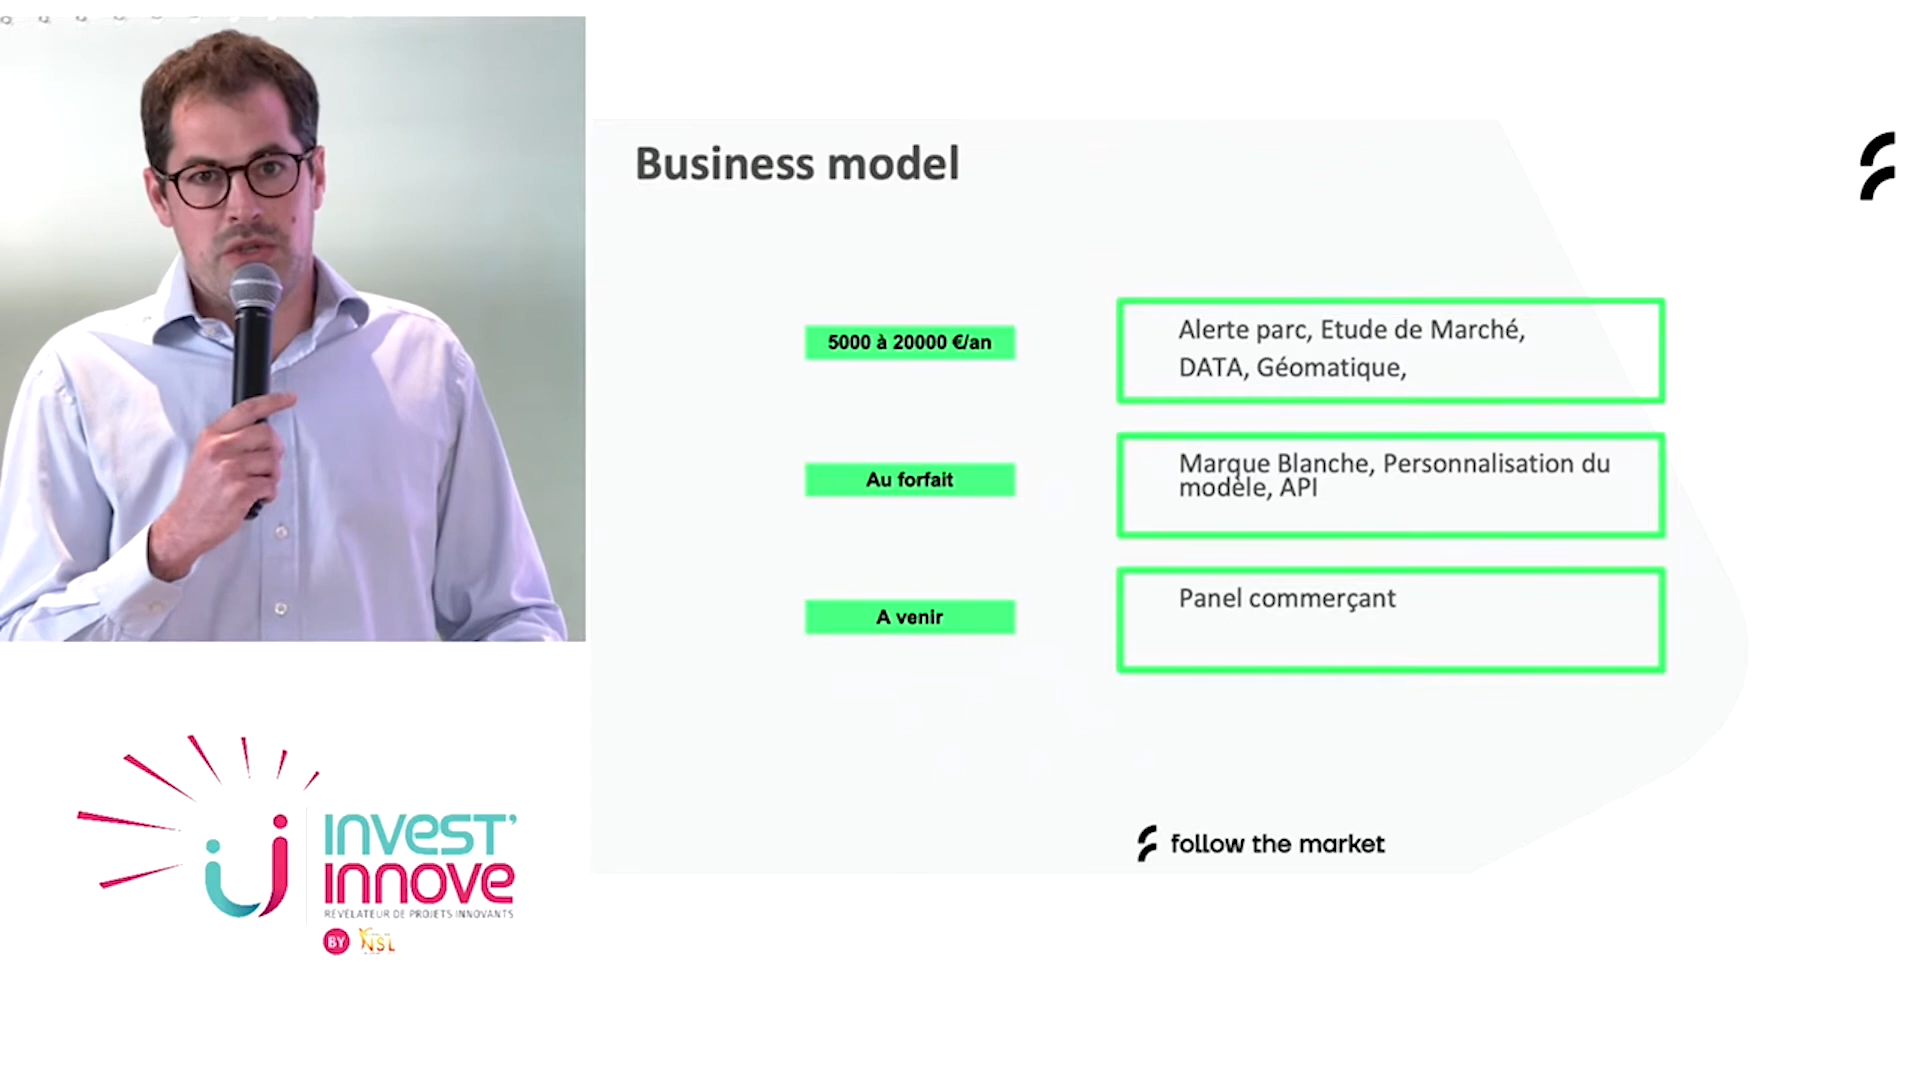 Business model
5000 à 20000 €/an
Alerte parc, Etude de Marché,
DATA, Géomatique,
Au forfait
Marque Blanche, Personnalisation du
modèle, API
A venir
Panel commerçant
follow the market
INVEST'
INNOVE
REVÉLATEUR DE PROJETS INNOVANTS
BY NSL